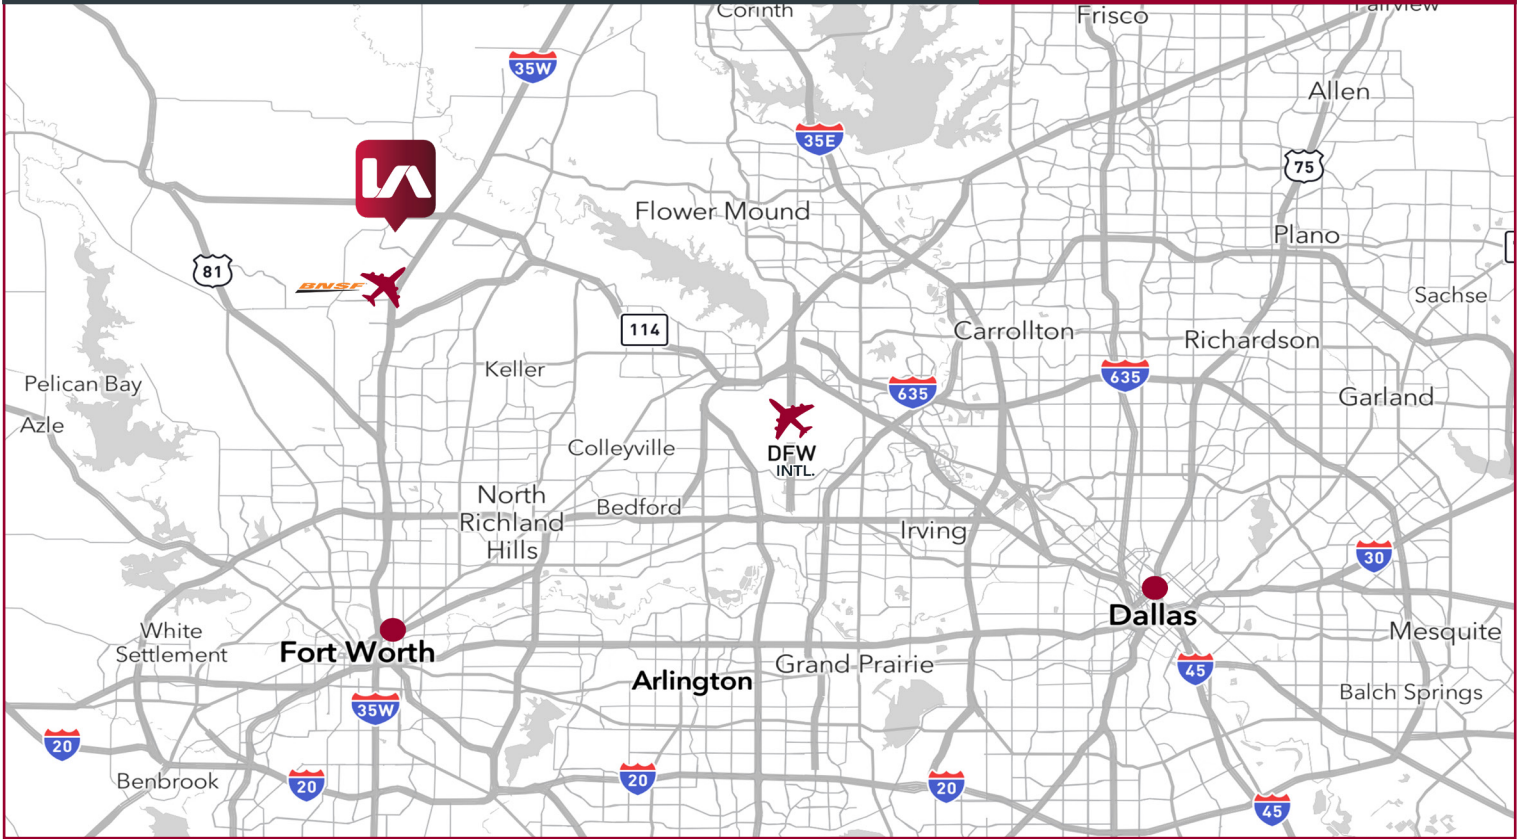 Corinth
Frisco
Fairview
35W
Allen
35E
75
LA
Flower Mound
Plano
81
BNSF
Sachse
114
Carrollton
Richardson
Keller
635
Pelican Bay
635
Garland
Azle
Colleyville
DFW
INTL.
North
Richland
Hills
Bedford
Irving
30
Dallas
White
Settlement
Fort Worth
Mesquite
Grand Prairie
45
Arlington
Balch Springs
35W
20
Benbrook
20
20
20
45